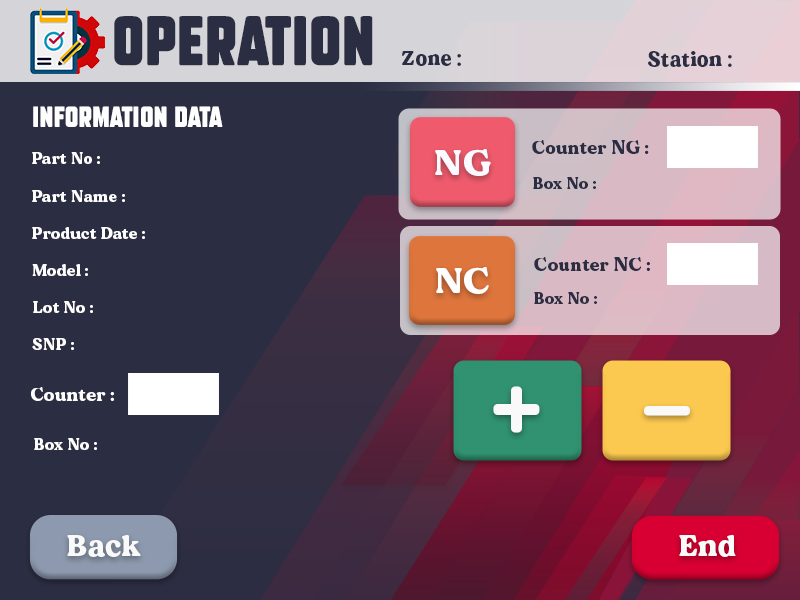 OPERATION
Zone :
Station :
INFORMATION DATA
Part No :
Part Name :
Product Date :
Model :
Lot No :
SNP :
Counter :
Box No :
NG
Counter NG :
Box No :
NC
Counter NC :
Box No :
+
−
Back
End